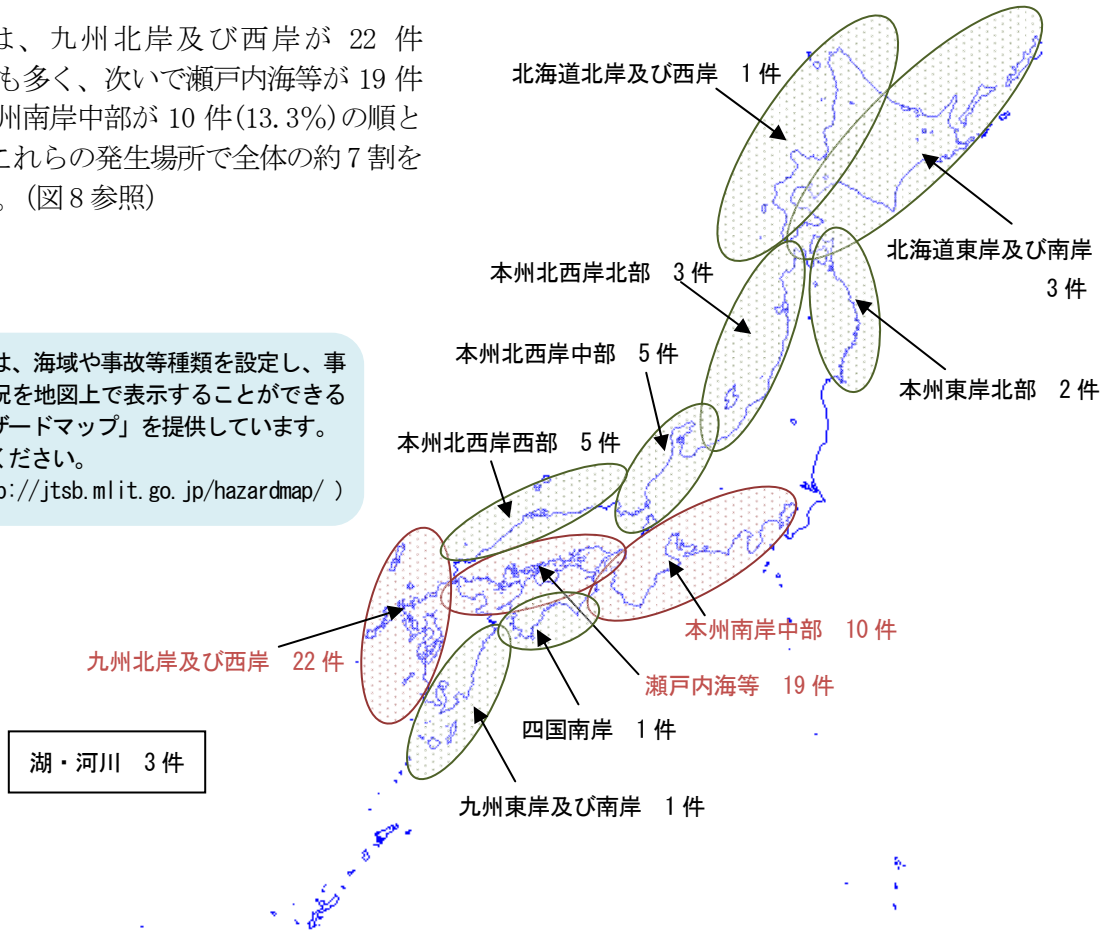 は、九州北岸及び西岸が 22 件
も多く、次いで瀬戸内海等が 19 件
州南岸中部が 10 件(13.3%)の順と
これらの発生場所で全体の約７割を
。(図８参照)
は、海域や事故等種類を設定し、事
況を地図上で表示することができる
ザードマップ」を提供しています。
ください。
p://jtsb.mlit.go.jp/hazardmap/ )
北海道北岸及び西岸　1 件
北海道東岸及び南岸
3 件
本州北西岸北部　3 件
本州北西岸中部　5 件
本州東岸北部　2 件
本州北西岸西部　5 件
本州南岸中部　10 件
九州北岸及び西岸　22 件
瀬戸内海等　19 件
四国南岸　1 件
湖・河川　3 件
九州東岸及び南岸　1 件